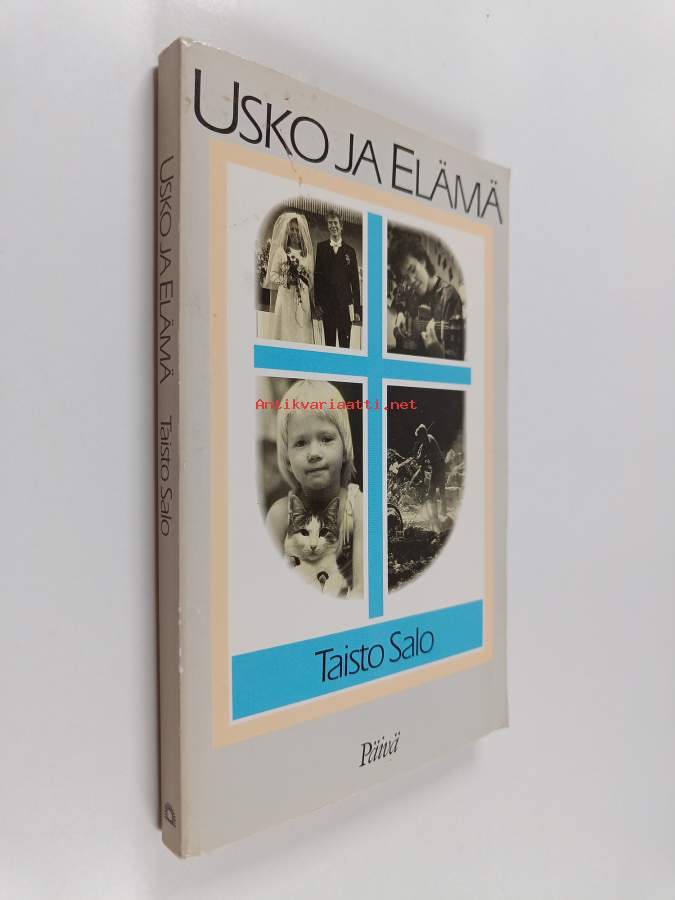 USKO JA ELÄMÄ
Antikvariaatti.net
Taisto Salo
Päivä
USKO JA ELÄMÄ Taisto Salo